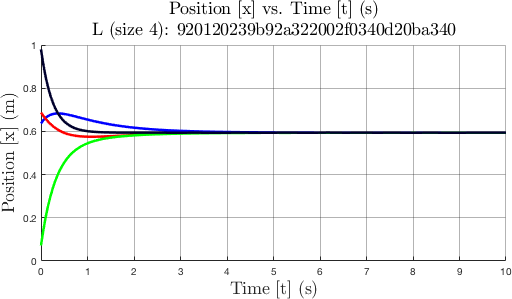 Position [x] vs. Time [t] (s)
L (size 4): 920120239b92a322002f0340d20ba340
Position [x] (m)
1
0.8
0.6
0.4
0.2
0
0 1 2 3 4 5 6 7 8 9 10
Time [t] (s)